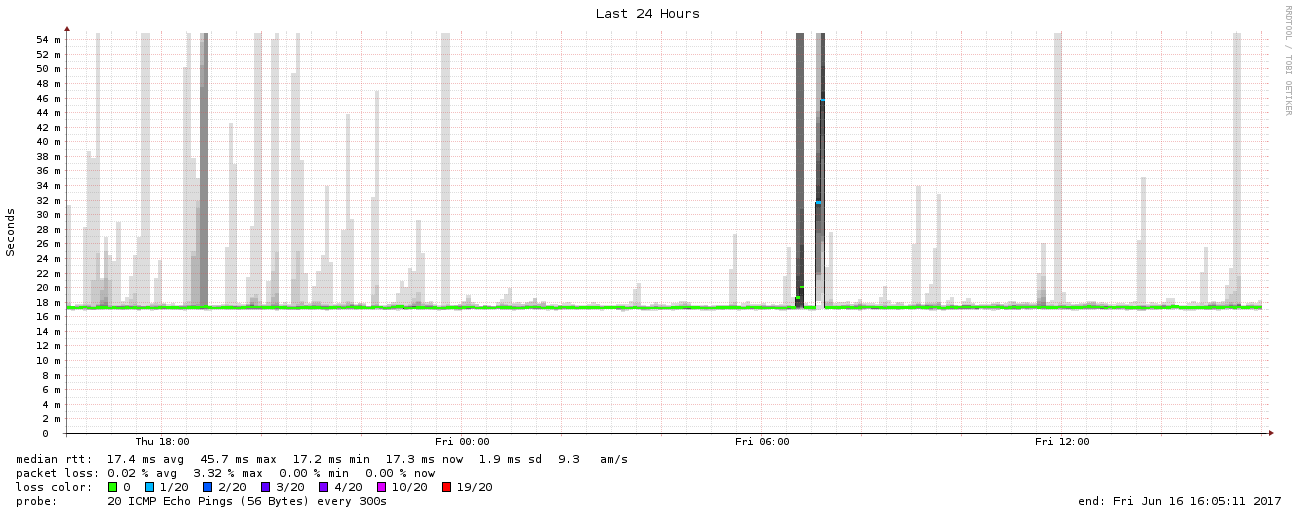 Last 24 Hours
RRDTOOL / TOBI OETIKER
Seconds
54 m
52 m
50 m
48 m
46 m
44 m
42 m
40 m
38 m
36 m
34 m
32 m
30 m
28 m
26 m
24 m
22 m
20 m
18 m
16 m
14 m
12 m
10 m
8 m
6 m
4 m
2 m
0
Thu 18:00 Fri 00:00 Fri 06:00 Fri 12:00
median rtt: 17.4 ms avg 45.7 ms max 17.2 ms min 17.3 ms now 1.9 ms sd 9.3 am/s
packet loss: 0.02 % avg 3.32 % max 0.00 % min 0.00 % now
loss color: 0 1/20 2/20 3/20 4/20 10/20 19/20
probe: 20 ICMP Echo Pings (56 Bytes) every 300s end: Fri Jun 16 16:05:11 2017